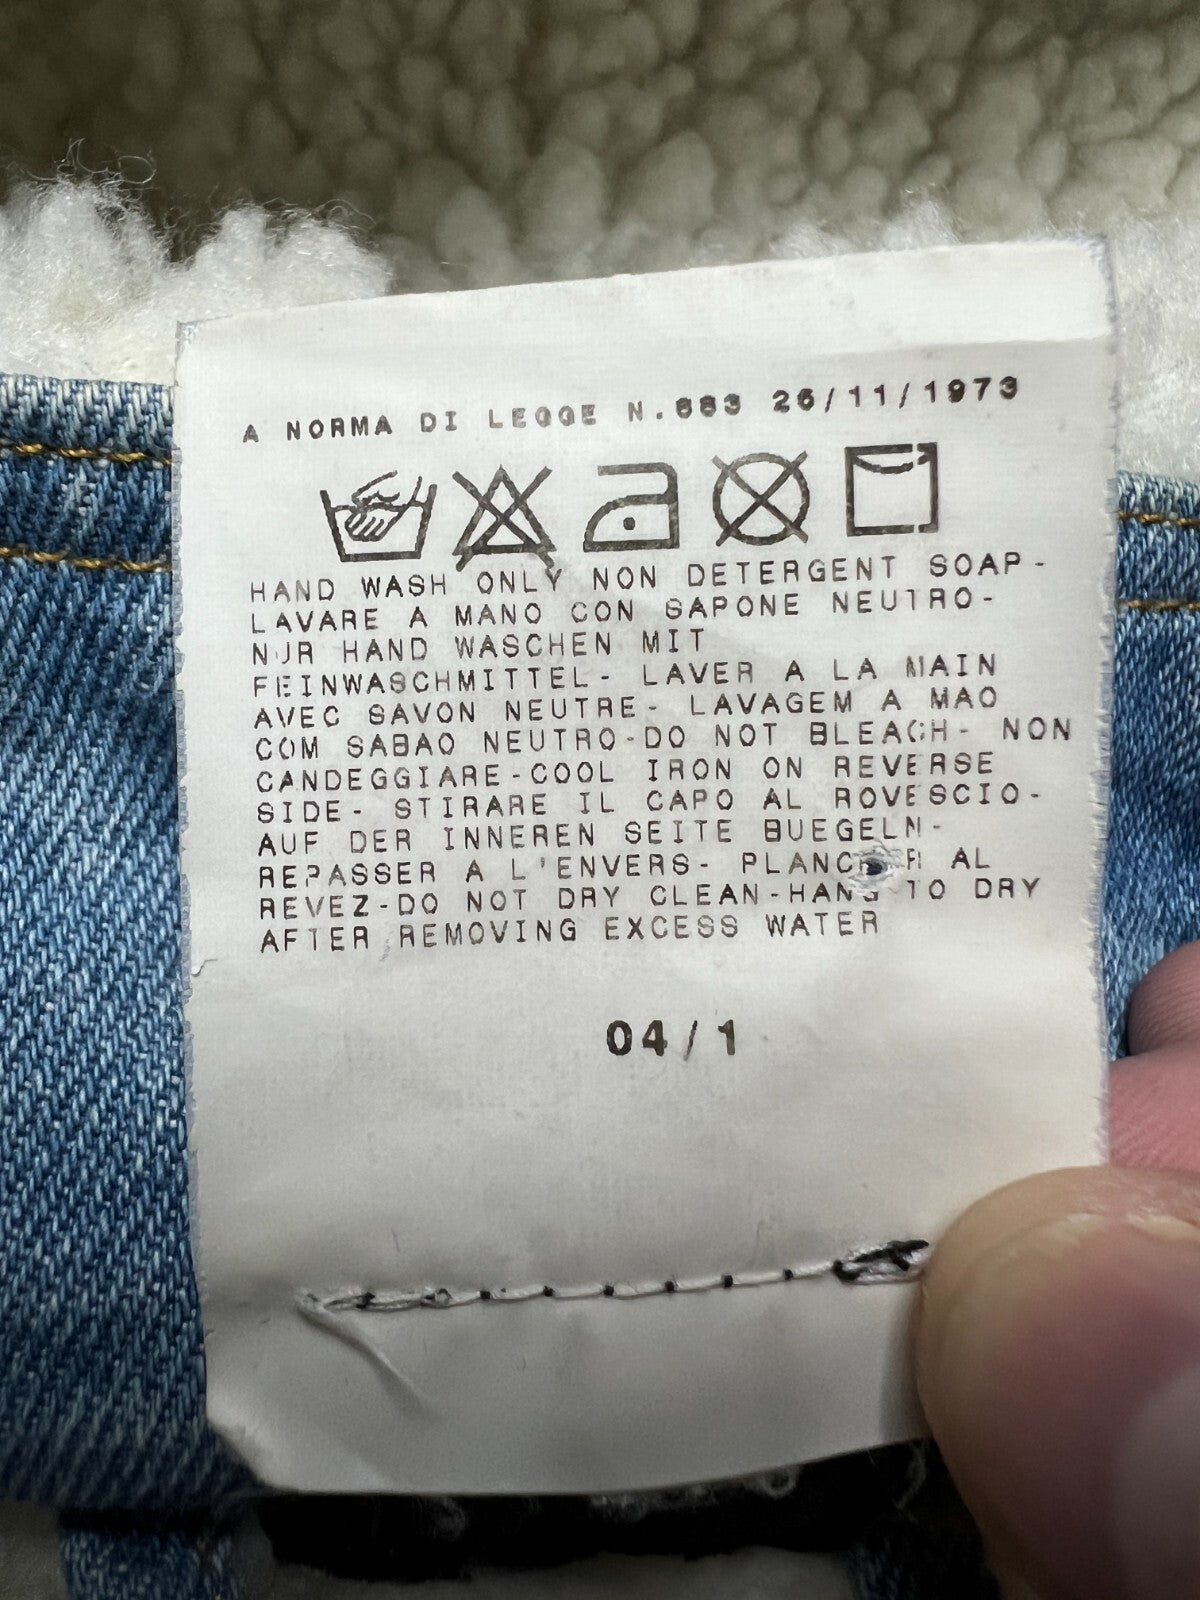 A NORMA DI LEGGE N.883 26/11/1973
HAND WASH ONLY NON DETERGENT SOAP-
LAVARE A MANO CON SAPONE NEUTRO-
NUR HAND WASCHEN MIT
FEINWASCHMITTEL- LAVER A LA MAIN
AVEC SAVON NEUTRE- LAVAGEM A MAO
COM SABAO NEUTRO-DO NOT BLEACH- NON
CANDEGGIARE-COOL IRON ON REVERSE
SIDE- STIRARE IL CAPO AL ROVESCIO-
AUF DER INNEREN SEITE BUEGELN-
REPASSER A L'ENVERS- AL
REVEZ-DO NOT DRY CLEAN-HANG TO DRY
AFTER REMOVING EXCESS WATER
04/1